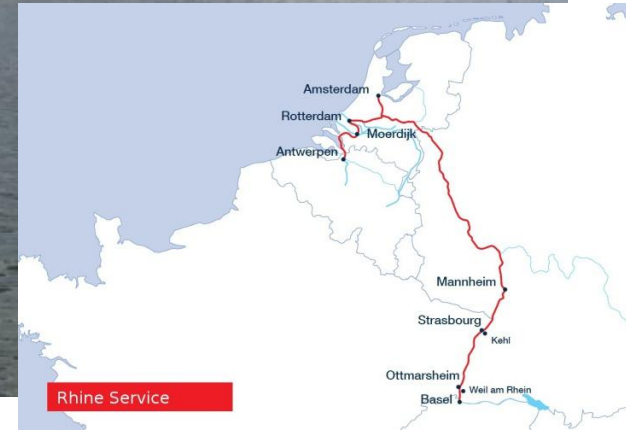 Amsterdam
Rotterdam
Moerdijk
Antwerpen
Mannheim
Strasbourg
Kehl
Ottmarsheim
Weil am Rhein
Basel
Rhine Service